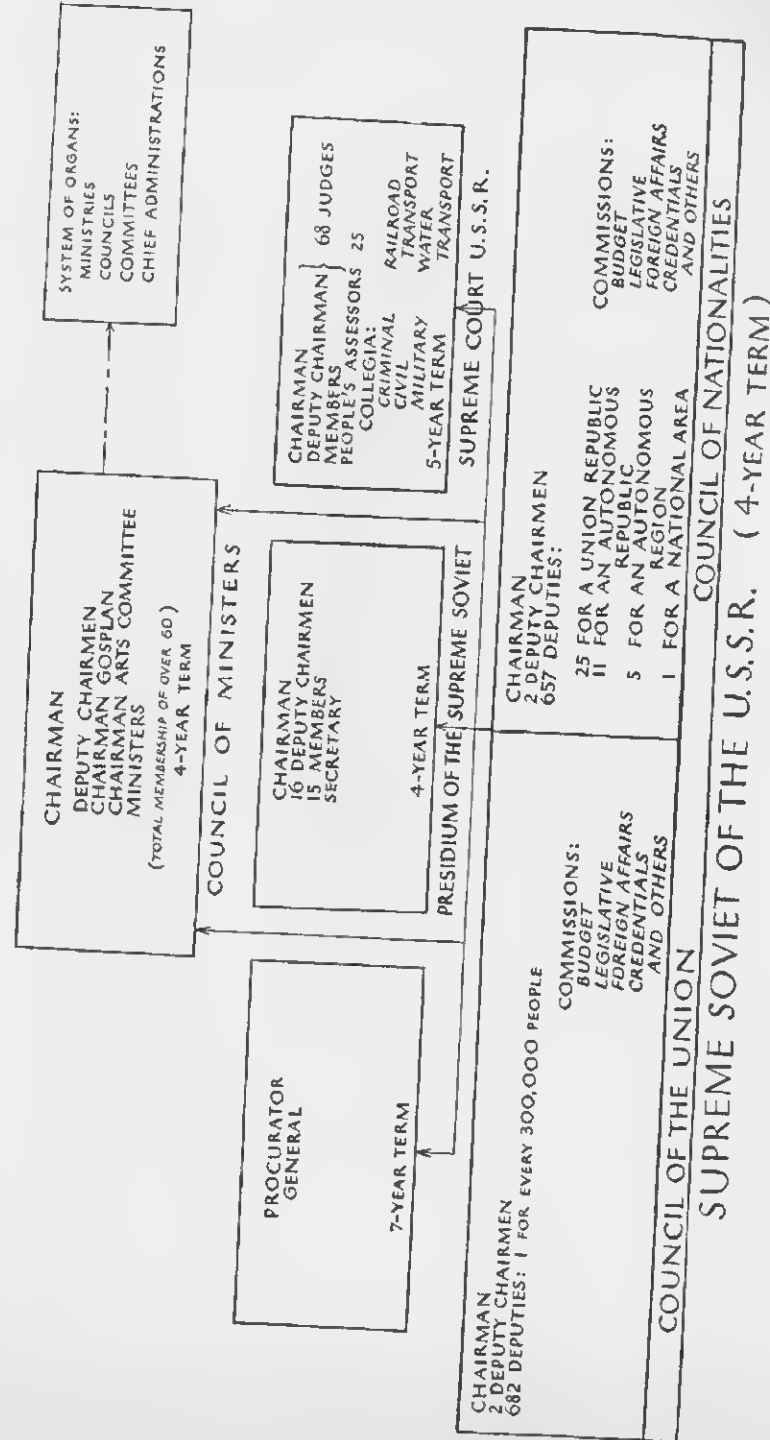 SYSTEM OF ORGANS:
MINISTRIES
COUNCILS
COMMITTEES
CHIEF ADMINISTRATIONS
CHAIRMAN
DEPUTY CHAIRMEN
CHAIRMAN GOSPLAN
CHAIRMAN ARTS COMMITTEE
MINISTERS
(TOTAL MEMBERSHIP OF OVER 60)
4-YEAR TERM
COUNCIL OF MINISTERS
PROCURATOR
GENERAL
7-YEAR TERM
CHAIRMAN
16 DEPUTY CHAIRMEN
15 MEMBERS
SECRETARY
4-YEAR TERM
PRESIDIUM OF THE SUPREME SOVIET
CHAIRMAN
DEPUTY CHAIRMAN
MEMBERS
} 68 JUDGES
PEOPLE'S ASSESSORS 25
COLLEGIA:
CRIMINAL
CIVIL
MILITARY
RAILROAD
TRANSPORT
WATER
TRANSPORT
5-YEAR TERM
SUPREME COURT U.S.S.R.
CHAIRMAN
2 DEPUTY CHAIRMEN
682 DEPUTIES: 1 FOR EVERY 300,000 PEOPLE
COMMISSIONS:
BUDGET
LEGISLATIVE
FOREIGN AFFAIRS
CREDENTIALS
AND OTHERS
COUNCIL OF THE UNION
CHAIRMAN
2 DEPUTY CHAIRMEN
657 DEPUTIES:
25 FOR A UNION REPUBLIC
11 FOR AN AUTONOMOUS
REPUBLIC
5 FOR AN AUTONOMOUS
REGION
1 FOR A NATIONAL AREA
COMMISSIONS:
BUDGET
LEGISLATIVE
FOREIGN AFFAIRS
CREDENTIALS
AND OTHERS
COUNCIL OF NATIONALITIES
SUPREME SOVIET OF THE U.S.S.R. (4-YEAR TERM)